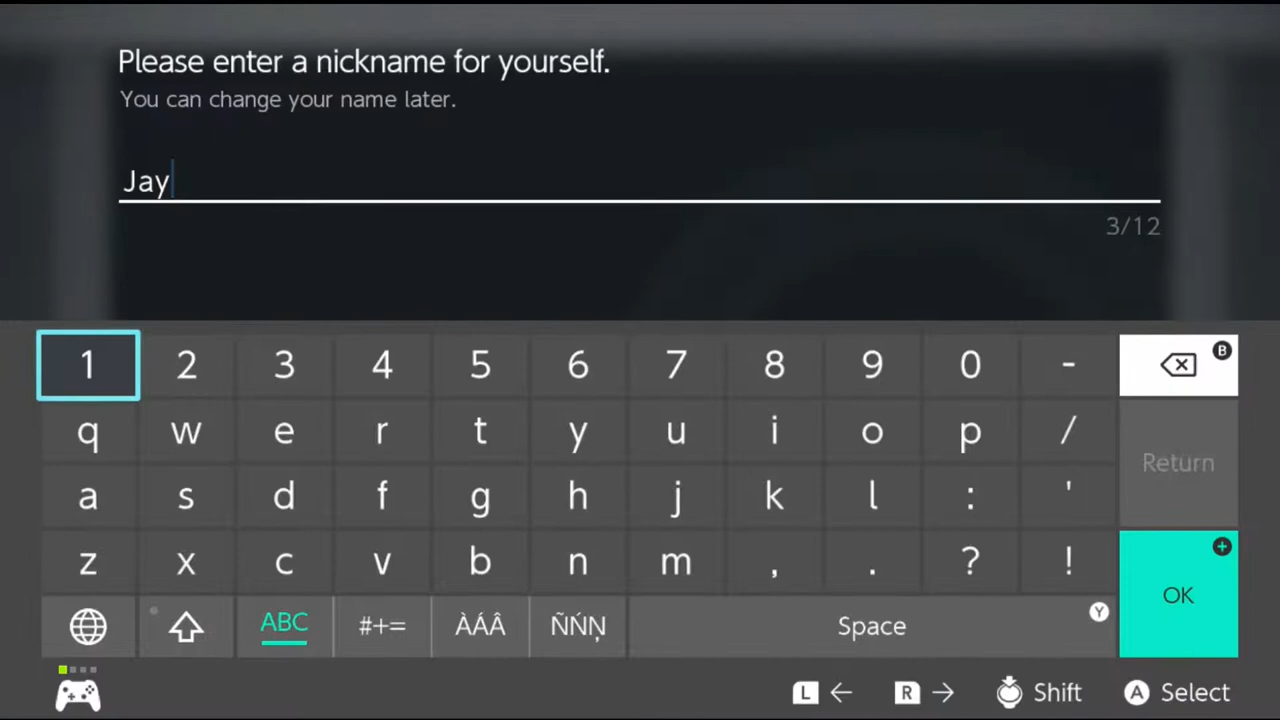 Please enter a nickname for yourself.
You can change your name later.
Jay
3/12
1 2 3 4 5 6 7 8 9 0 - B
q w e r t y u i o p /
Return
a s d f g h j k l : '
z x c v b n m , . ? ! +
OK
ABC #+= ÀÁÂ ÑŃŅ Space Y
L ← R → Shift A Select